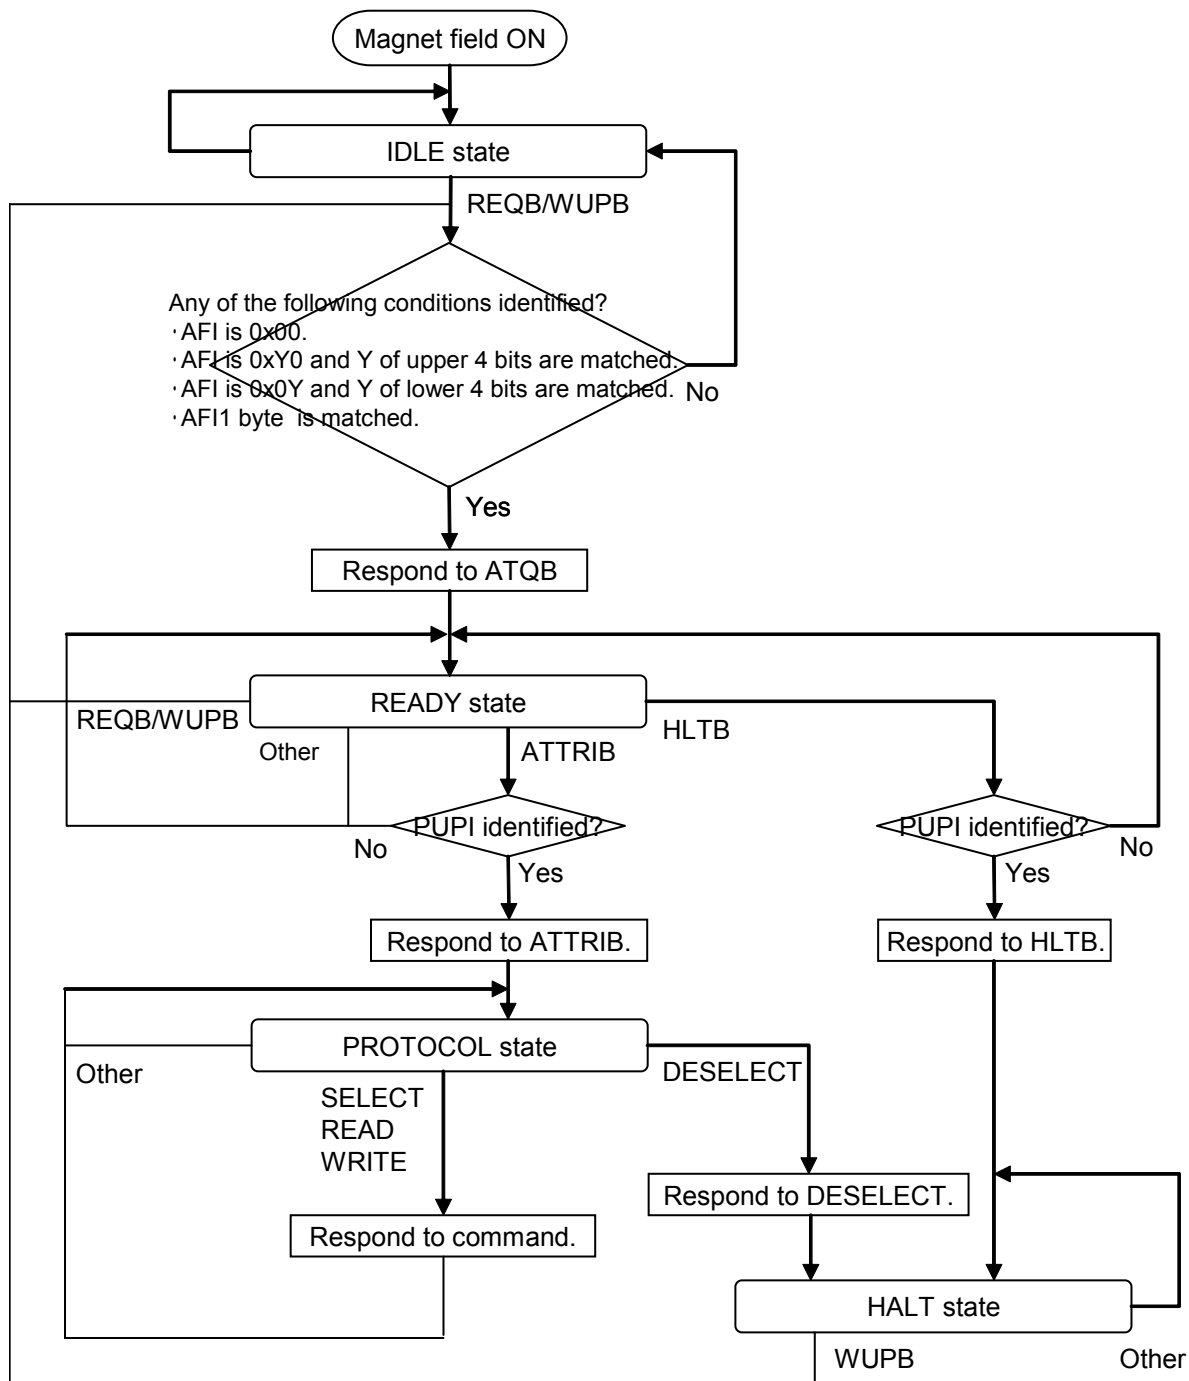 Magnet field ON
IDLE state
REQB/WUPB
Any of the following conditions identified?
·AFI is 0x00.
·AFI is 0xY0 and Y of upper 4 bits are matched.
·AFI is 0x0Y and Y of lower 4 bits are matched.
No
·AFI1 byte is matched.
Yes
Respond to ATQB
READY state
REQB/WUPB
HLTB
Other
ATTRIB
PUPI identified?
PUPI identified?
No
No
Yes
Yes
Respond to ATTRIB.
Respond to HLTB.
PROTOCOL state
Other
DESELECT
SELECT
READ
WRITE
Respond to DESELECT.
Respond to command.
HALT state
WUPB
Other